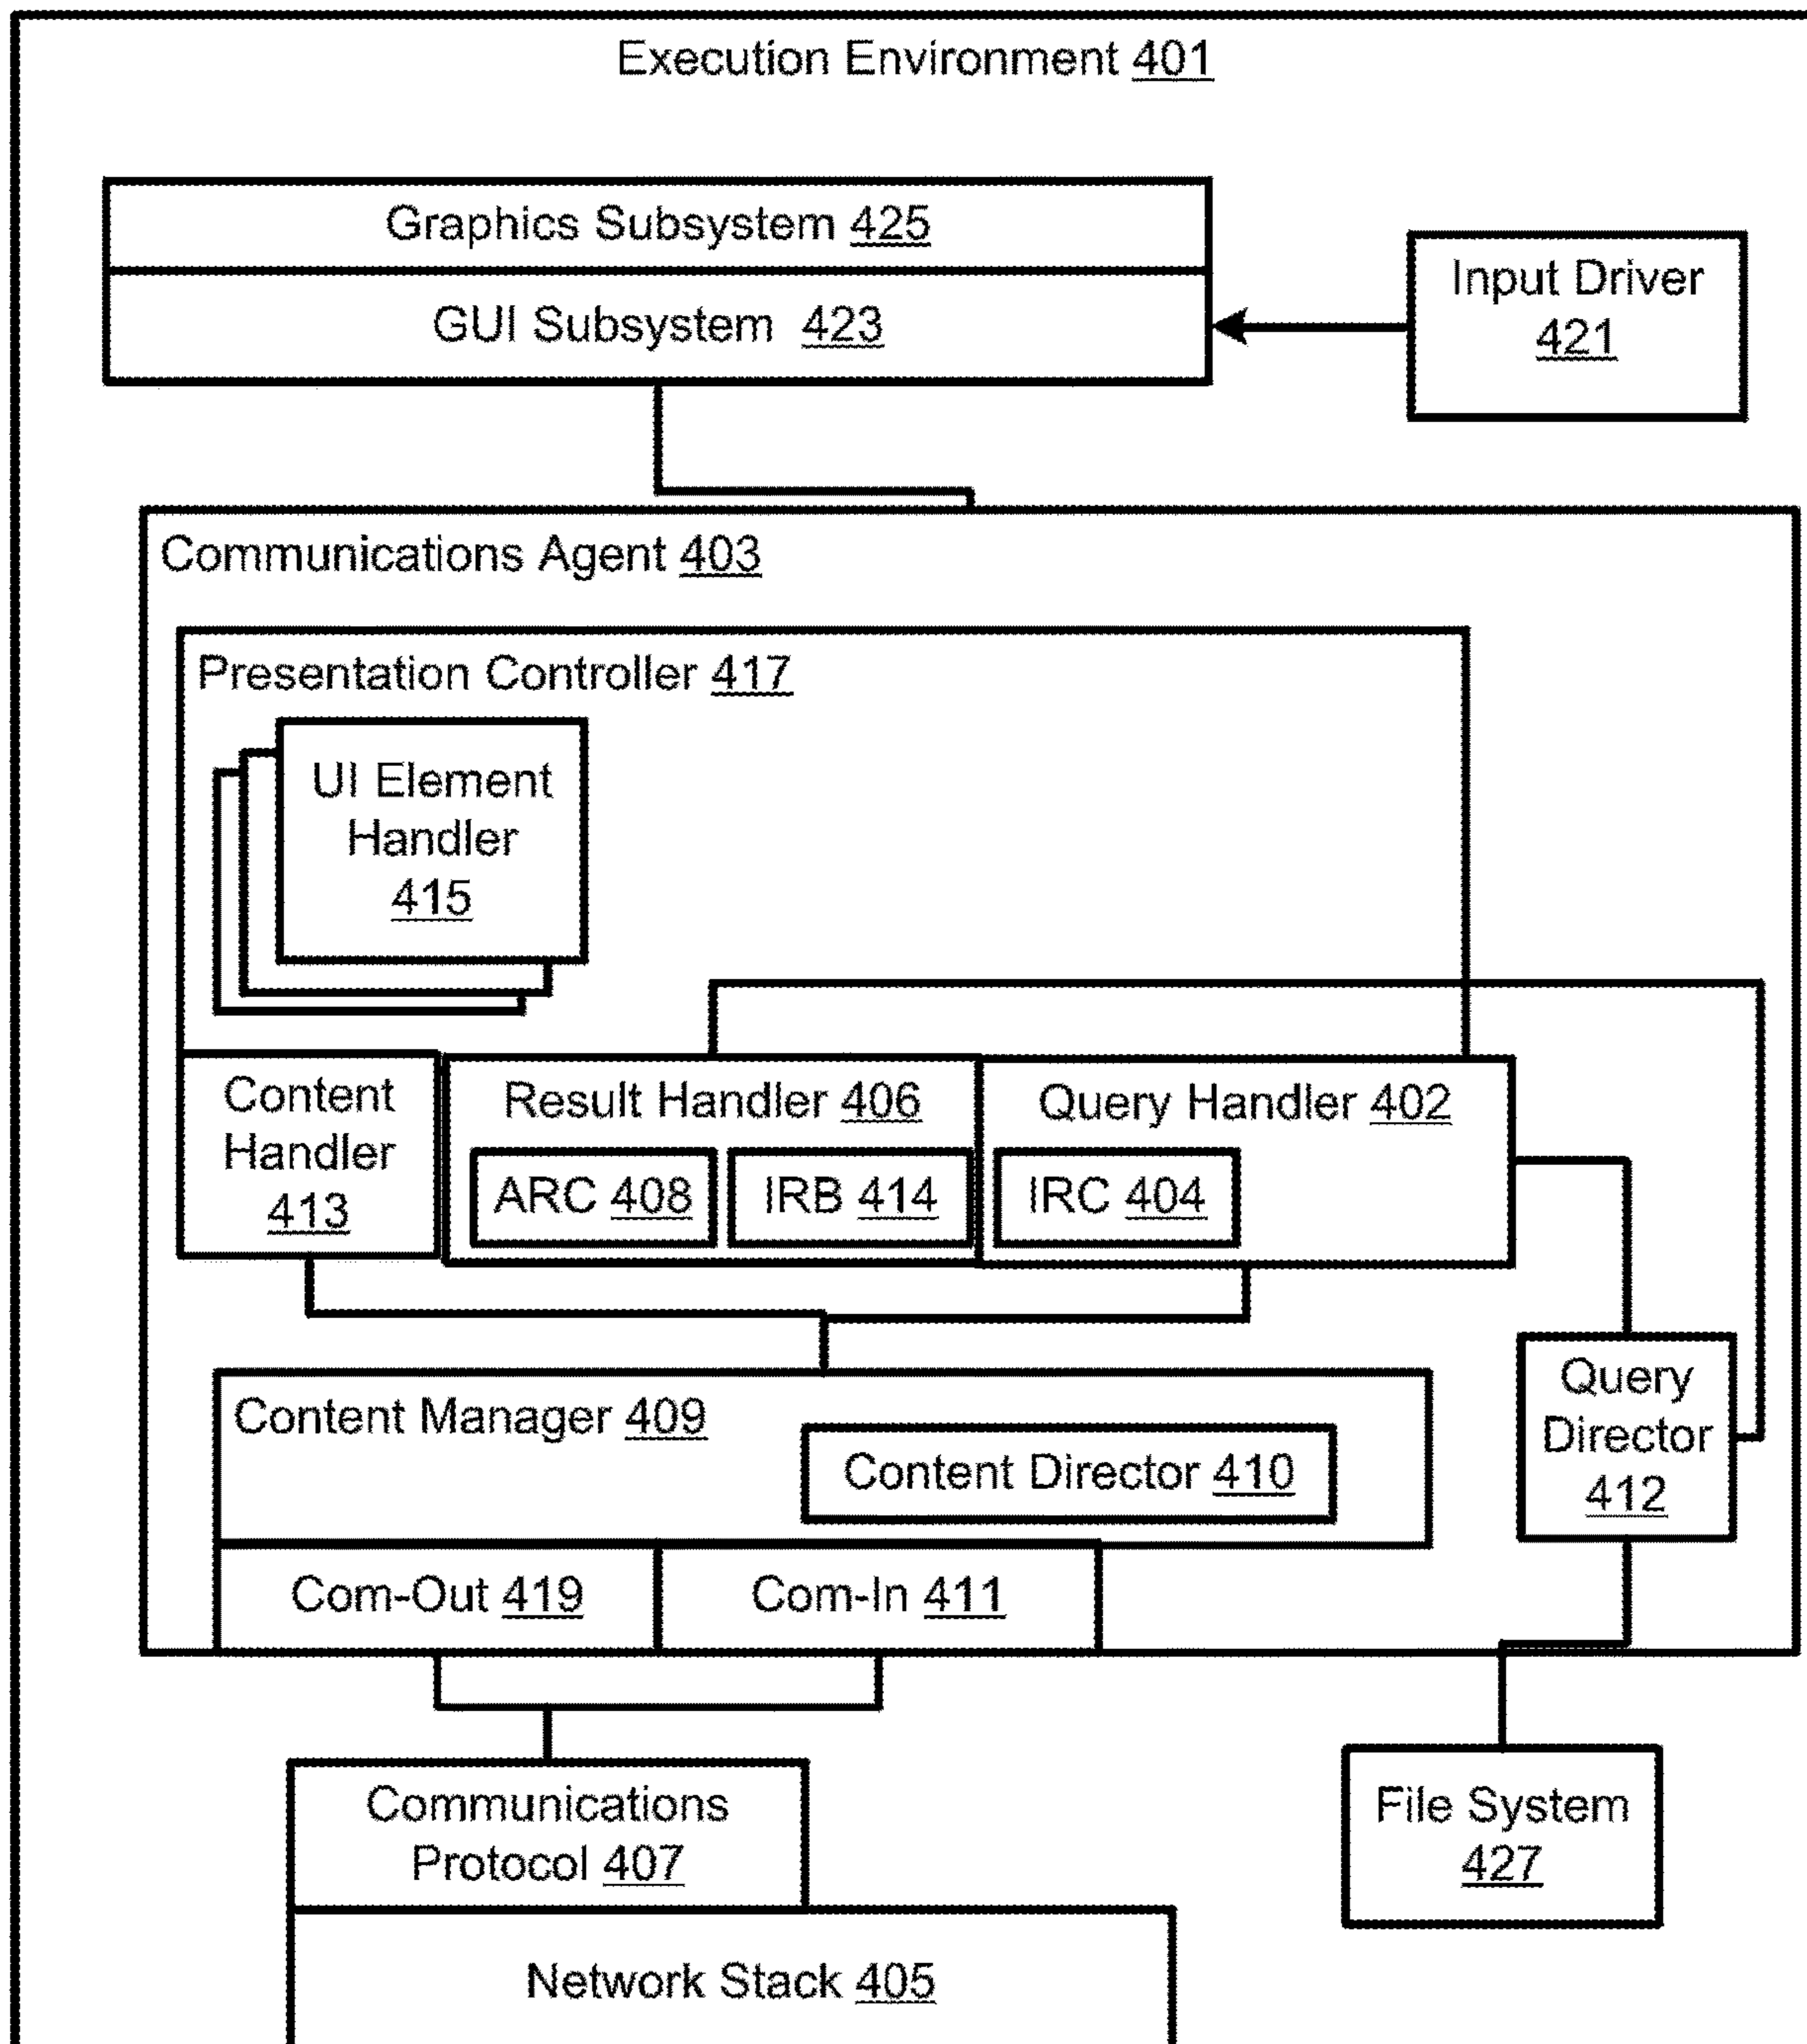 Execution Environment 401
Graphics Subsystem 425
GUI Subsystem 423
Input Driver
421
Communications Agent 403
Presentation Controller 417
UI Element
Handler
415
Content
Handler
413
Result Handler 406
ARC 408
IRB 414
Query Handler 402
IRC 404
Content Manager 409
Content Director 410
Query
Director
412
Com-Out 419
Com-In 411
Communications
Protocol 407
File System
427
Network Stack 405